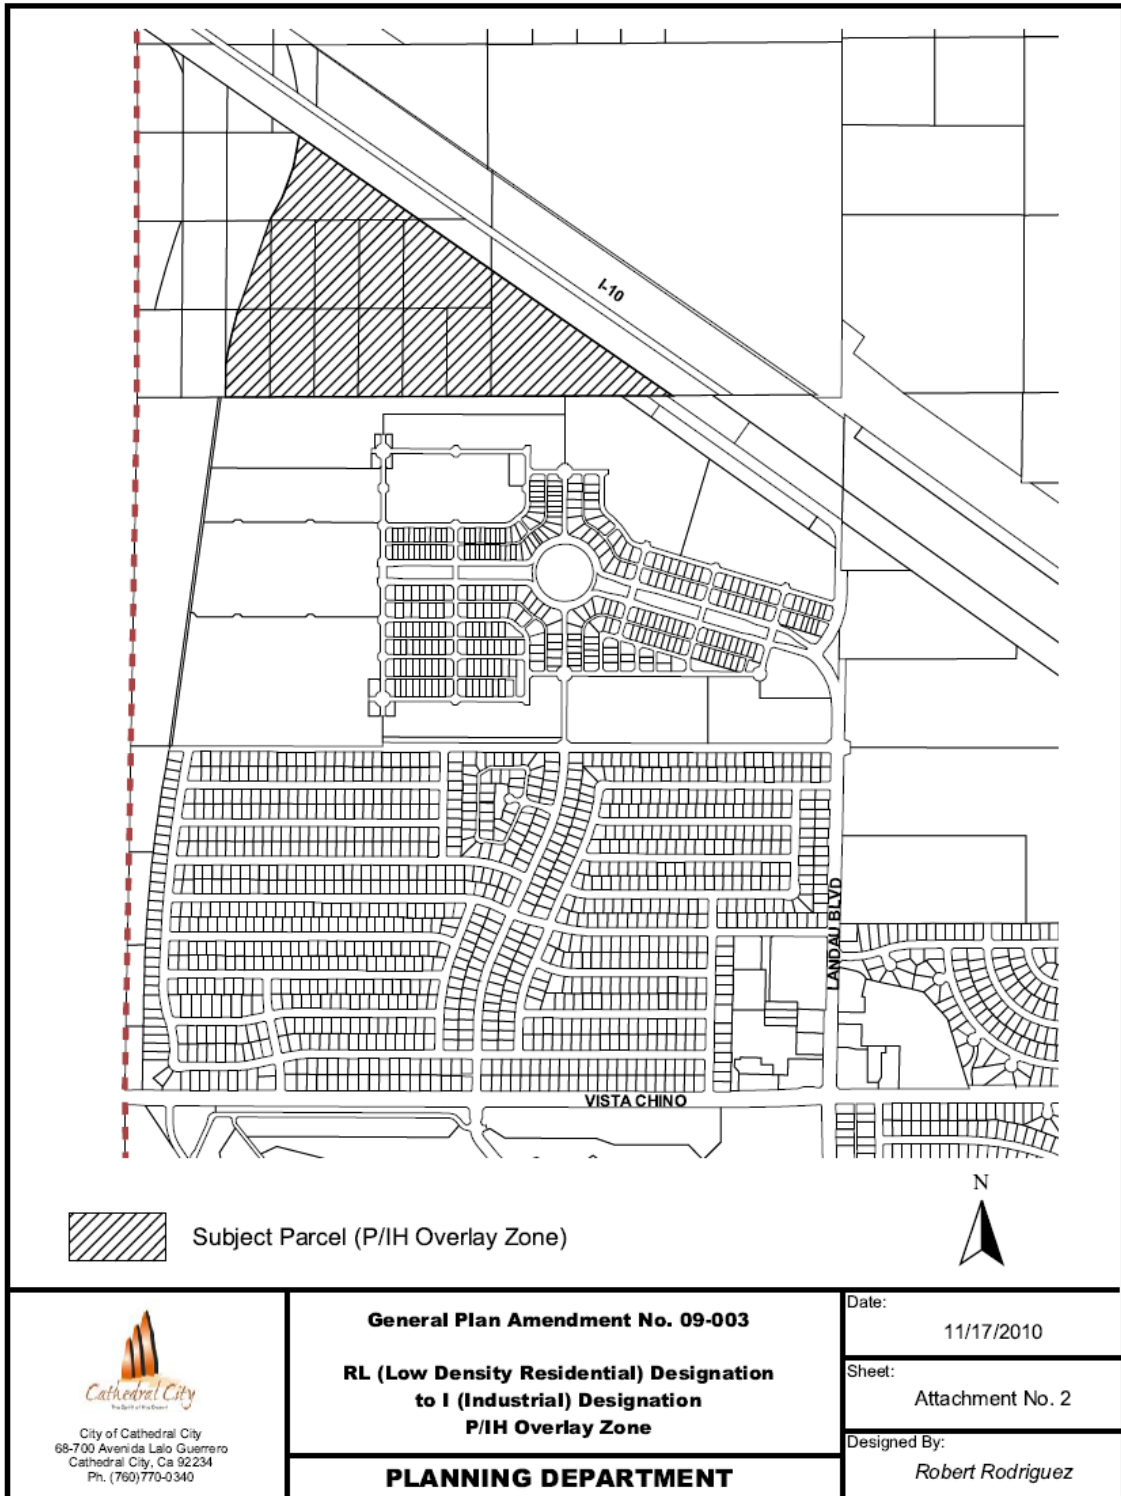 I-10
LANDAU BLVD
VISTA CHINO
N
Subject Parcel (P/IH Overlay Zone)
Cathedral City
City of Cathedral City
68-700 Avenida Lalo Guerrero
Cathedral City, Ca 92234
Ph. (760)770-0340
General Plan Amendment No. 09-003
RL (Low Density Residential) Designation
to I (Industrial) Designation
P/IH Overlay Zone
PLANNING DEPARTMENT
Date:
11/17/2010
Sheet:
Attachment No. 2
Designed By:
Robert Rodriguez